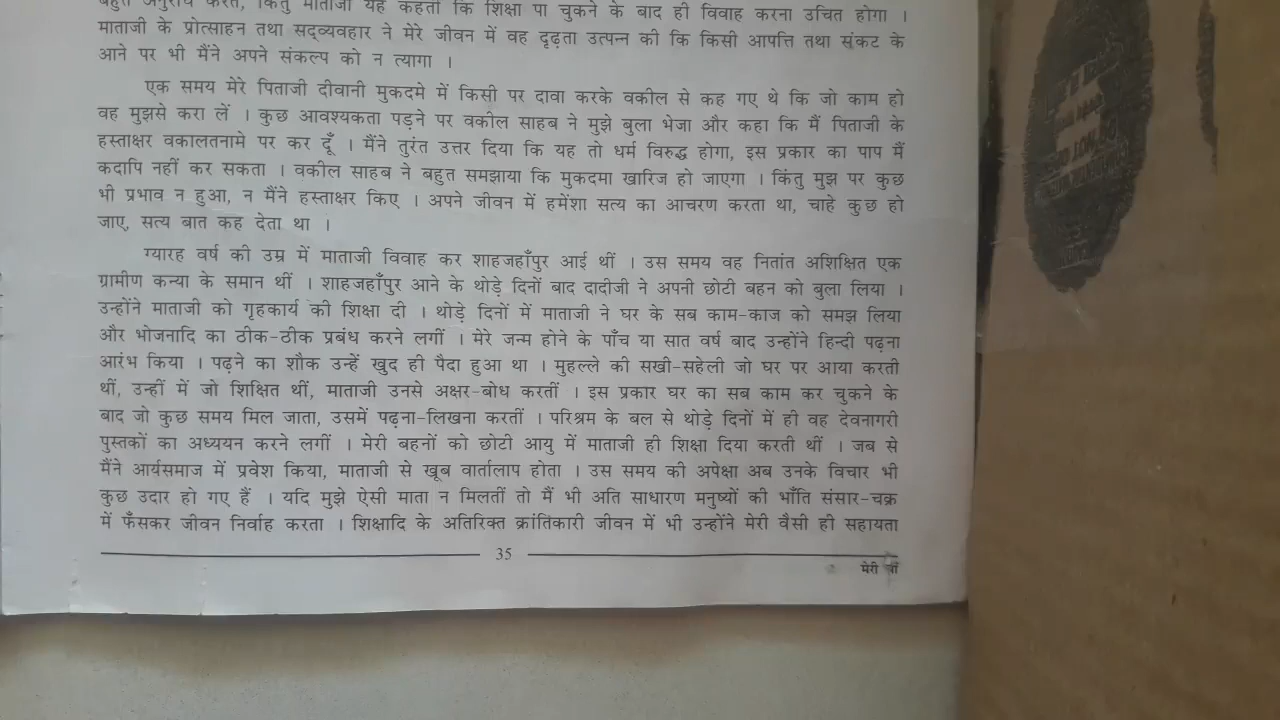 बहुत अनुरोध करते, किंतु माताजी यह कहतीं कि शिक्षा पा चुकने के बाद ही विवाह करना उचित होगा ।
माताजी के प्रोत्साहन तथा सद्व्यवहार ने मेरे जीवन में वह दृढ़ता उत्पन्न की कि किसी आपत्ति तथा संकट के
आने पर भी मैंने अपने संकल्प को न त्यागा ।
एक समय मेरे पिताजी दीवानी मुकदमे में किसी पर दावा करके वकील से कह गए थे कि जो काम हो
वह मुझसे करा लें । कुछ आवश्यकता पड़ने पर वकील साहब ने मुझे बुला भेजा और कहा कि मैं पिताजी के
हस्ताक्षर वकालतनामे पर कर दूँ । मैंने तुरंत उत्तर दिया कि यह तो धर्म विरुद्ध होगा, इस प्रकार का पाप मैं
कदापि नहीं कर सकता । वकील साहब ने बहुत समझाया कि मुकदमा खारिज हो जाएगा । किंतु मुझ पर कुछ
भी प्रभाव न हुआ, न मैंने हस्ताक्षर किए । अपने जीवन में हमेंशा सत्य का आचरण करता था, चाहे कुछ हो
जाए, सत्य बात कह देता था ।
ग्यारह वर्ष की उम्र में माताजी विवाह कर शाहजहाँपुर आई थीं । उस समय वह नितांत अशिक्षित एक
ग्रामीण कन्या के समान थीं । शाहजहाँपुर आने के थोड़े दिनों बाद दादीजी ने अपनी छोटी बहन को बुला लिया ।
उन्होंने माताजी को गृहकार्य की शिक्षा दी । थोड़े दिनों में माताजी ने घर के सब काम-काज को समझ लिया
और भोजनादि का ठीक-ठीक प्रबंध करने लगीं । मेरे जन्म होने के पाँच या सात वर्ष बाद उन्होंने हिन्दी पढ़ना
आरंभ किया । पढ़ने का शौक उन्हें खुद ही पैदा हुआ था । मुहल्ले की सखी-सहेली जो घर पर आया करती
थीं, उन्हीं में जो शिक्षित थीं, माताजी उनसे अक्षर-बोध करतीं । इस प्रकार घर का सब काम कर चुकने के
बाद जो कुछ समय मिल जाता, उसमें पढ़ना-लिखना करतीं । परिश्रम के बल से थोड़े दिनों में ही वह देवनागरी
पुस्तकों का अध्ययन करने लगीं । मेरी बहनों को छोटी आयु में माताजी ही शिक्षा दिया करती थीं । जब से
मैंने आर्यसमाज में प्रवेश किया, माताजी से खूब वार्तालाप होता । उस समय की अपेक्षा अब उनके विचार भी
कुछ उदार हो गए हैं । यदि मुझे ऐसी माता न मिलतीं तो मैं भी अति साधारण मनुष्यों की भाँति संसार-चक्र
में फँसकर जीवन निर्वाह करता । शिक्षादि के अतिरिक्त क्रांतिकारी जीवन में भी उन्होंने मेरी वैसी ही सहायता
35
मेरी माँ